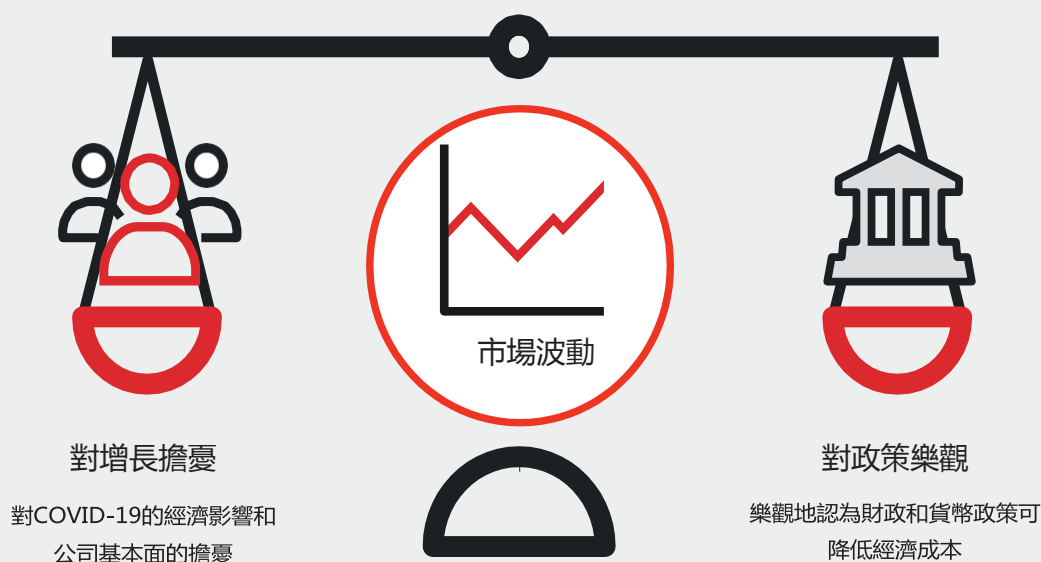 市場波動
對增長擔憂
對COVID-19的經濟影響和
公司基本面的擔憂
對政策樂觀
樂觀地認為財政和貨幣政策可
降低經濟成本